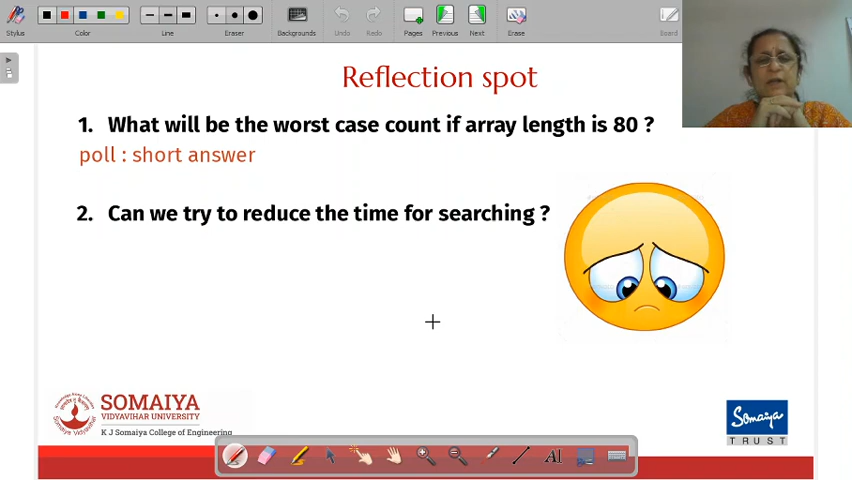 Stylus
Color
Line
Eraser
Backgrounds
Undo
Redo
Pages
Previous
Next
Erase
Board
Reflection spot
1. What will be the worst case count if array length is 80 ?
poll : short answer
2. Can we try to reduce the time for searching ?
SOMAIYA
VIDYAVIHAR UNIVERSITY
K J Somaiya College of Engineering
Somaiya
TRUST